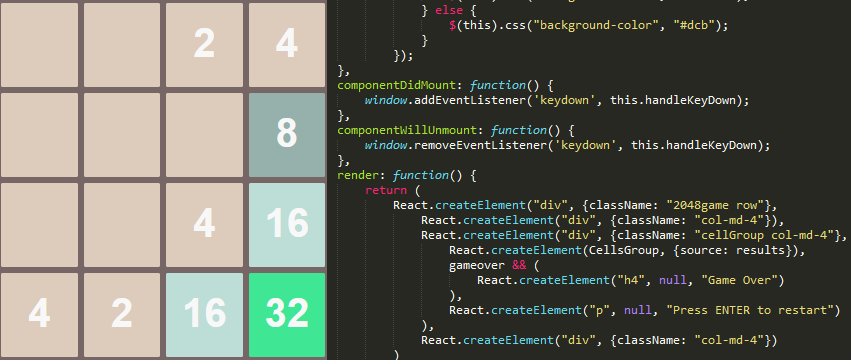 2 4
8
4 16
4 2 16 32
} else {
$(this).css("background-color", "#dcb");
}
});
},
componentDidMount: function() {
window.addEventListener('keydown', this.handleKeyDown);
},
componentWillUnmount: function() {
window.removeEventListener('keydown', this.handleKeyDown);
},
render: function() {
return (
React.createElement("div", {className: "2048game row"},
React.createElement("div", {className: "col-md-4"}),
React.createElement("div", {className: "cellGroup col-md-4"},
React.createElement(CellsGroup, {source: results}),
gameover && (
React.createElement("h4", null, "Game Over")
),
React.createElement("p", null, "Press ENTER to restart")
),
React.createElement("div", {className: "col-md-4"})
)